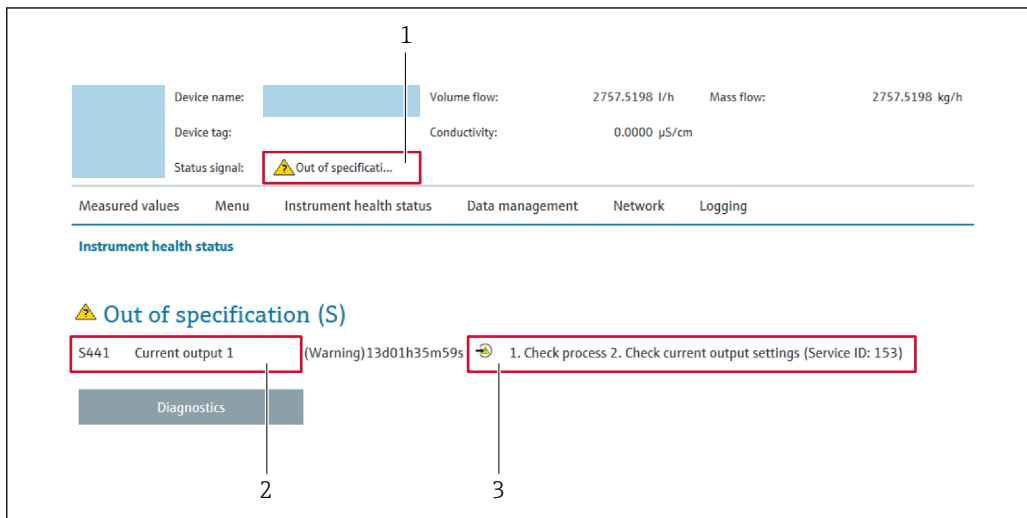 1
Device name: Volume flow: 2757.5198 l/h Mass flow: 2757.5198 kg/h
Device tag: Conductivity: 0.0000 µS/cm
Status signal: Out of specificati...
Measured values Menu Instrument health status Data management Network Logging
Instrument health status
Out of specification (S)
S441 Current output 1 (Warning)13d01h35m59s 1. Check process 2. Check current output settings (Service ID: 153)
Diagnostics
2 3